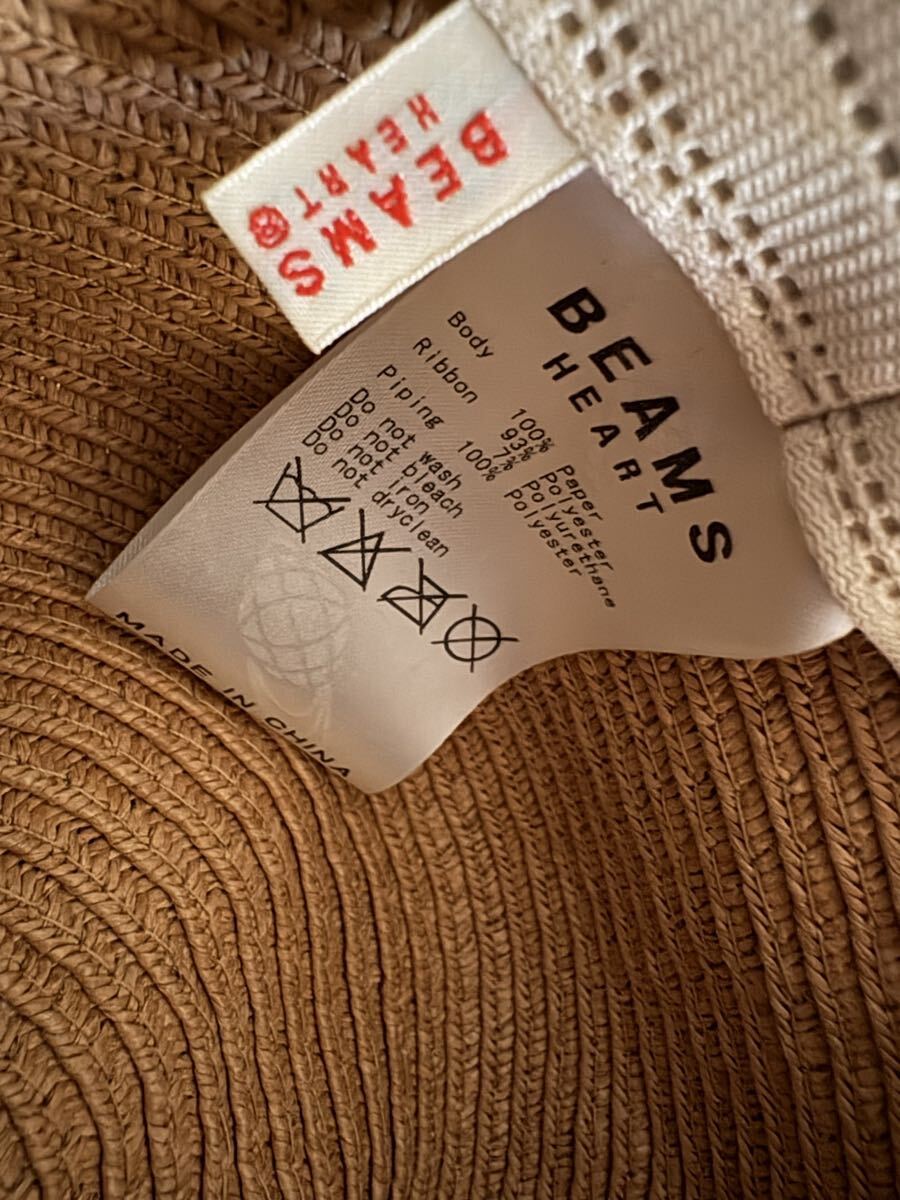 BEAMS
HEART®
BEAMS
HEART
Body 100% Paper
Ribbon 93% Polyester
7% Polyurethane
Piping 100% Polyester
Do not wash
Do not bleach
Do not iron
Do not dryclean
MADE IN CHINA